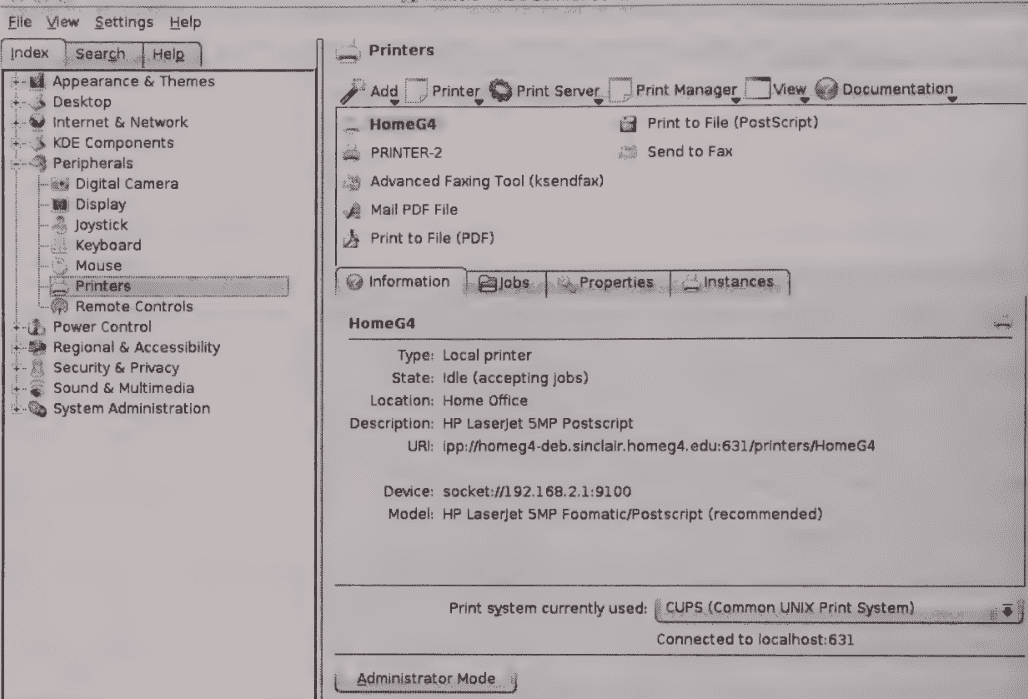 File View Settings Help
Index Search Help
Appearance & Themes
Desktop
Internet & Network
KDE Components
Peripherals
Digital Camera
Display
Joystick
Keyboard
Mouse
Printers
Remote Controls
Power Control
Regional & Accessibility
Security & Privacy
Sound & Multimedia
System Administration
Printers
Add Printer Print Server Print Manager View Documentation
HomeG4 Print to File (PostScript)
PRINTER-2 Send to Fax
Advanced Faxing Tool (ksendfax)
Mail PDF File
Print to File (PDF)
Information Jobs Properties Instances
HomeG4
Type: Local printer
State: Idle (accepting jobs)
Location: Home Office
Description: HP LaserJet 5MP Postscript
URI: ipp://homeg4-deb.sinclair.homeg4.edu:631/printers/HomeG4
Device: socket://192.168.2.1:9100
Model: HP LaserJet 5MP Foomatic/Postscript (recommended)
Print system currently used: CUPS (Common UNIX Print System)
Connected to localhost:631
Administrator Mode